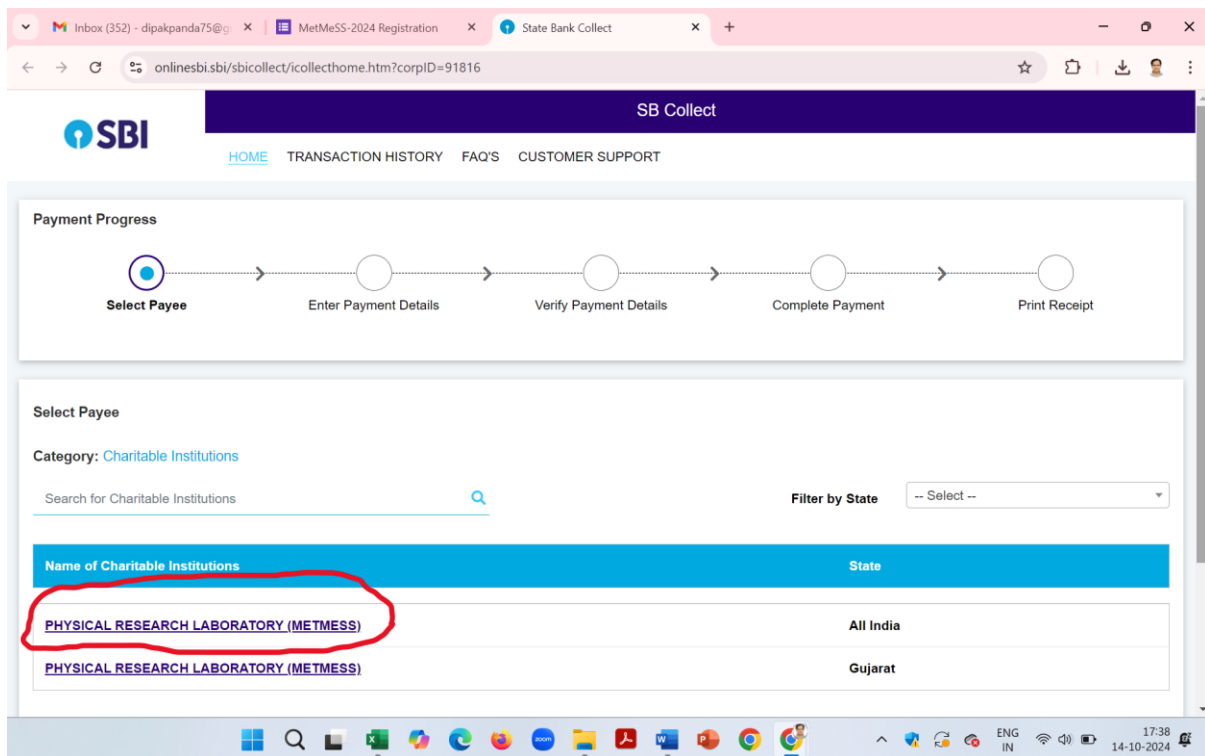 Inbox (352) - dipakpanda75@g
MetMeSS-2024 Registration
State Bank Collect
onlinesbi.sbi/sbicollect/icollecthome.htm?corpID=91816
SBI
SB Collect
HOME TRANSACTION HISTORY FAQ'S CUSTOMER SUPPORT
Payment Progress
Select Payee Enter Payment Details Verify Payment Details Complete Payment Print Receipt
Select Payee
Category: Charitable Institutions
Search for Charitable Institutions Filter by State -- Select --
Name of Charitable Institutions State
PHYSICAL RESEARCH LABORATORY (METMESS) All India
PHYSICAL RESEARCH LABORATORY (METMESS) Gujarat
zoom
ENG 17:38
IN 14-10-2024